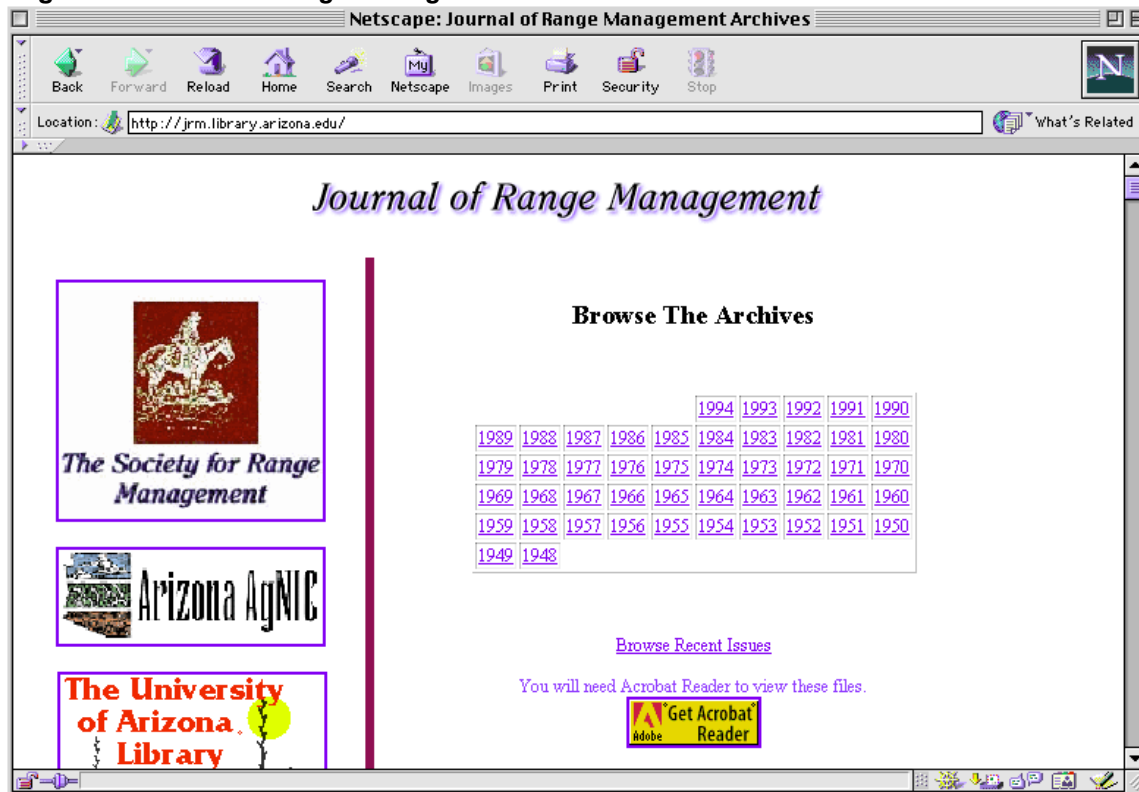 Netscape: Journal of Range Management Archives
Back Forward Reload Home Search Netscape Images Print Security Stop
My
N
Location: http://jrm.library.arizona.edu/ What's Related
Journal of Range Management
The Society for Range
Management
Arizona AgNIC
The University
of Arizona
Library
Browse The Archives
1994 1993 1992 1991 1990
1989 1988 1987 1986 1985 1984 1983 1982 1981 1980
1979 1978 1977 1976 1975 1974 1973 1972 1971 1970
1969 1968 1967 1966 1965 1964 1963 1962 1961 1960
1959 1958 1957 1956 1955 1954 1953 1952 1951 1950
1949 1948
Browse Recent Issues
You will need Acrobat Reader to view these files.
Get Acrobat
Adobe Reader